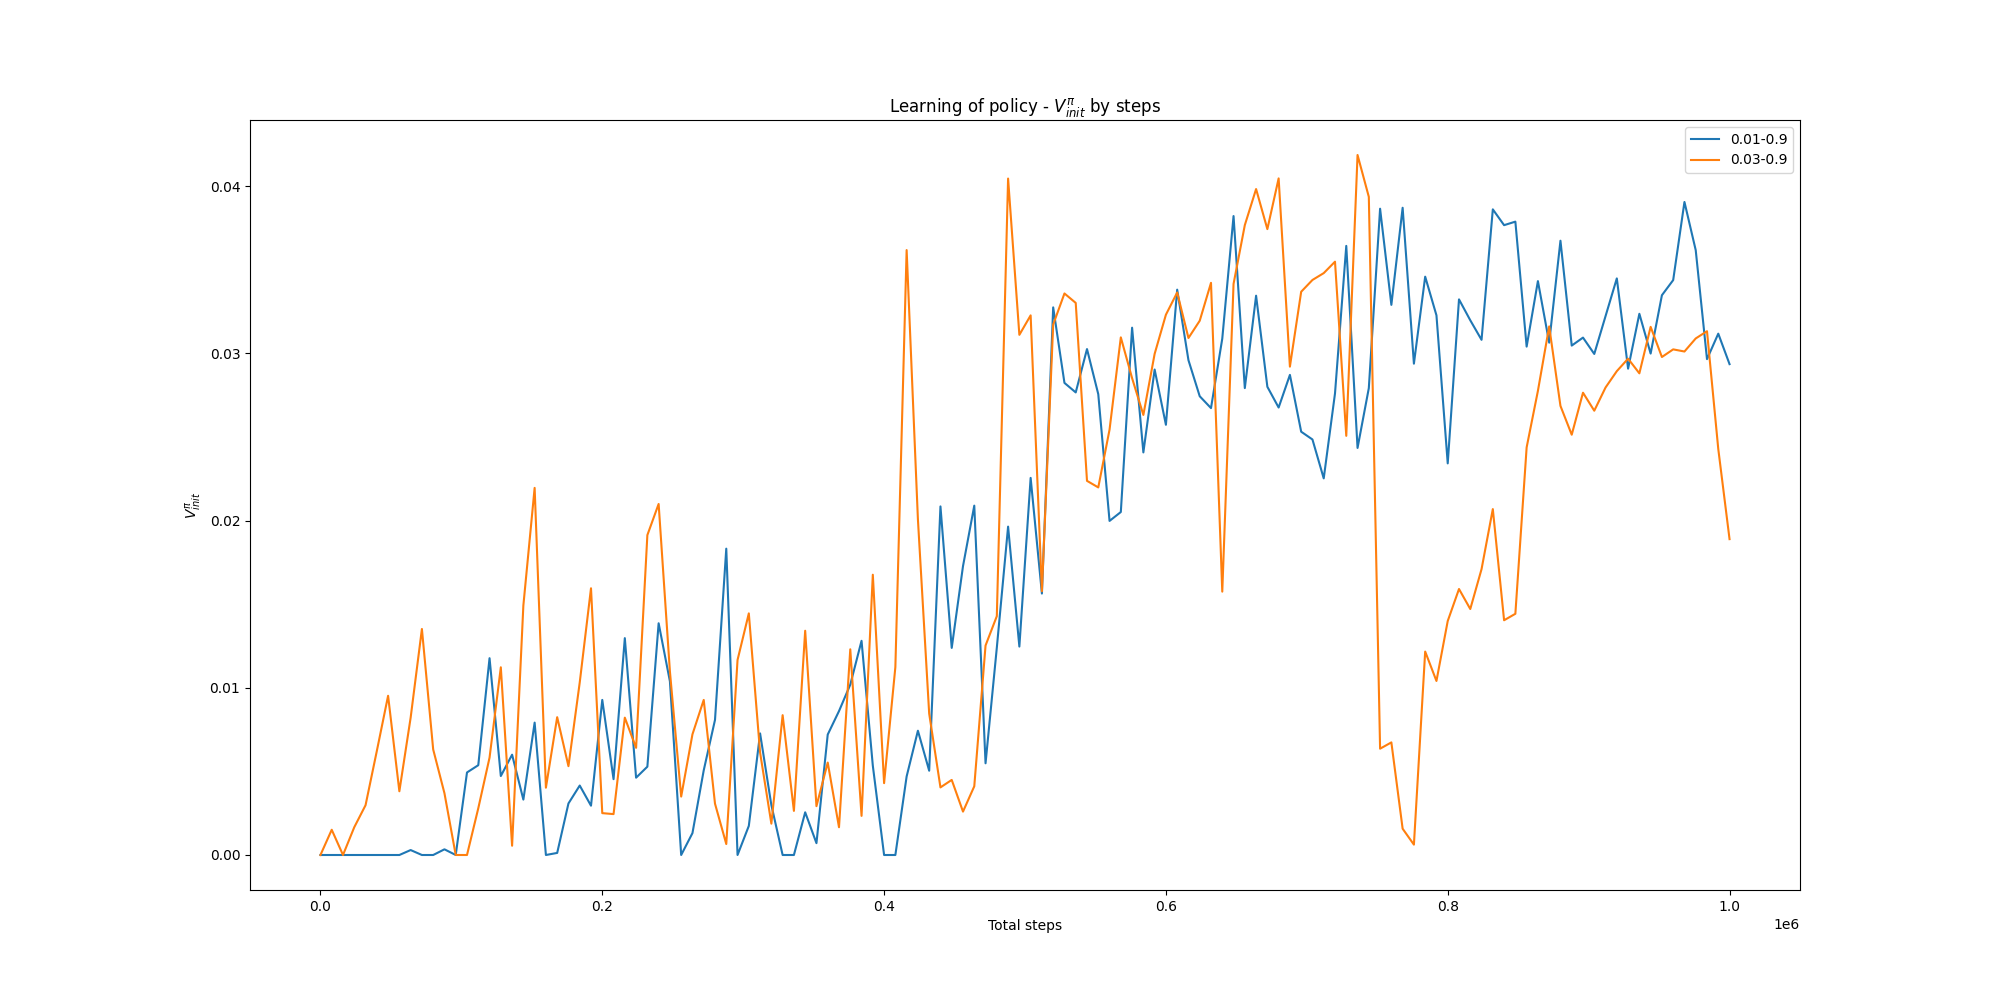 Learning of policy - $V^{\pi}_{init}$ by steps
0.01-0.9
0.03-0.9
0.04
0.03
0.02
0.01
0.00
$V^{\pi}_{init}$
0.0 0.2 0.4 0.6 0.8 1.0
Total steps
1e6